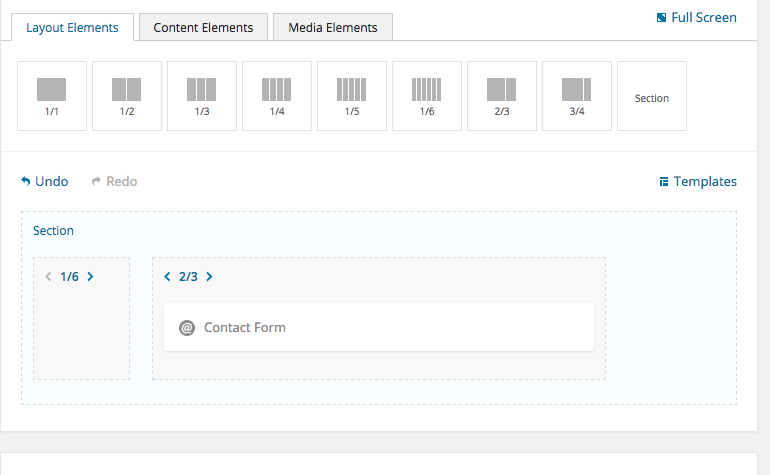 Layout Elements Content Elements Media Elements Full Screen
1/1 1/2 1/3 1/4 1/5 1/6 2/3 3/4 Section
Undo Redo Templates
Section
1/6 2/3
@ Contact Form